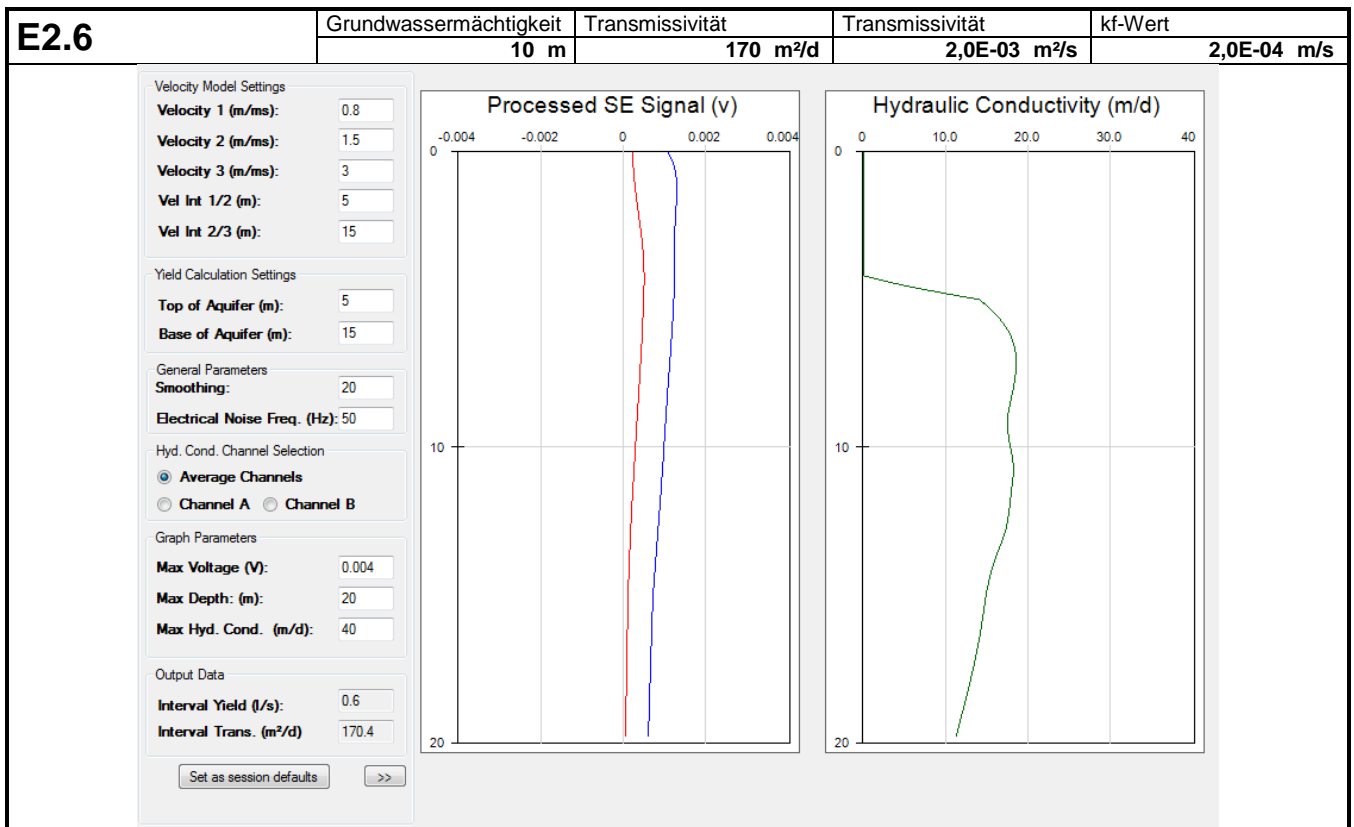 E2.6
Grundwassermächtigkeit Transmissivität Transmissivität kf-Wert
10 m 170 m²/d 2,0E-03 m²/s 2,0E-04 m/s
Velocity Model Settings
Velocity 1 (m/ms): 0.8
Velocity 2 (m/ms): 1.5
Velocity 3 (m/ms): 3
Vel Int 1/2 (m): 5
Vel Int 2/3 (m): 15
Yield Calculation Settings
Top of Aquifer (m): 5
Base of Aquifer (m): 15
General Parameters
Smoothing: 20
Electrical Noise Freq. (Hz): 50
Hyd. Cond. Channel Selection
Average Channels
Channel A Channel B
Graph Parameters
Max Voltage (V): 0.004
Max Depth: (m): 20
Max Hyd. Cond. (m/d): 40
Output Data
Interval Yield (l/s): 0.6
Interval Trans. (m²/d) 170.4
Set as session defaults >>
Processed SE Signal (v)
-0.004 -0.002 0 0.002 0.004
0
10
20
Hydraulic Conductivity (m/d)
0 10.0 20.0 30.0 40
0
10
20